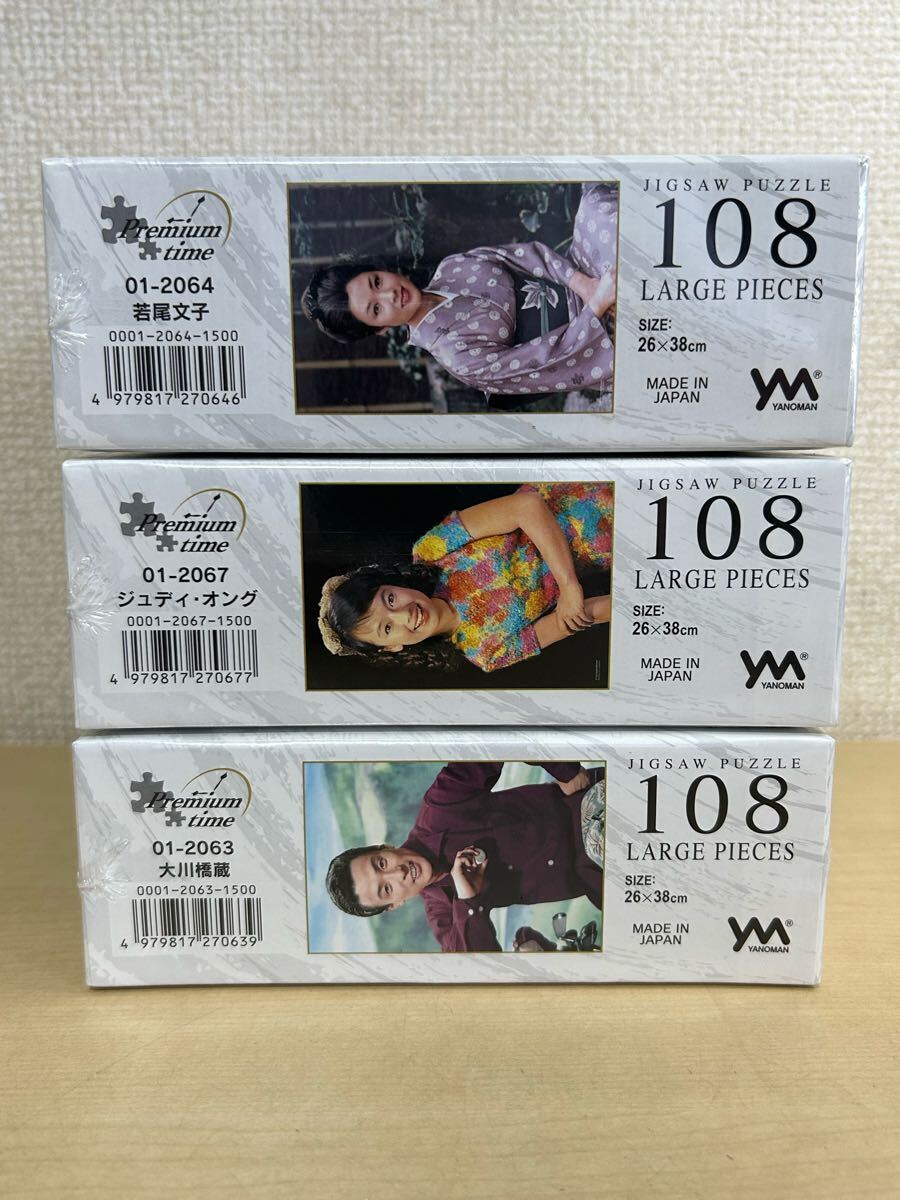 Premium
time
01-2064
若尾文子
0001-2064-1500
4 979817 270646
JIGSAW PUZZLE
108
LARGE PIECES
SIZE:
26×38cm
MADE IN
JAPAN
YM®
YANOMAN
Premium
time
01-2067
ジュディ・オング
0001-2067-1500
4 979817 270677
JIGSAW PUZZLE
108
LARGE PIECES
SIZE:
26×38cm
MADE IN
JAPAN
YM®
YANOMAN
Premium
time
01-2063
大川橋蔵
0001-2063-1500
4 979817 270639
JIGSAW PUZZLE
108
LARGE PIECES
SIZE:
26×38cm
MADE IN
JAPAN
YM®
YANOMAN